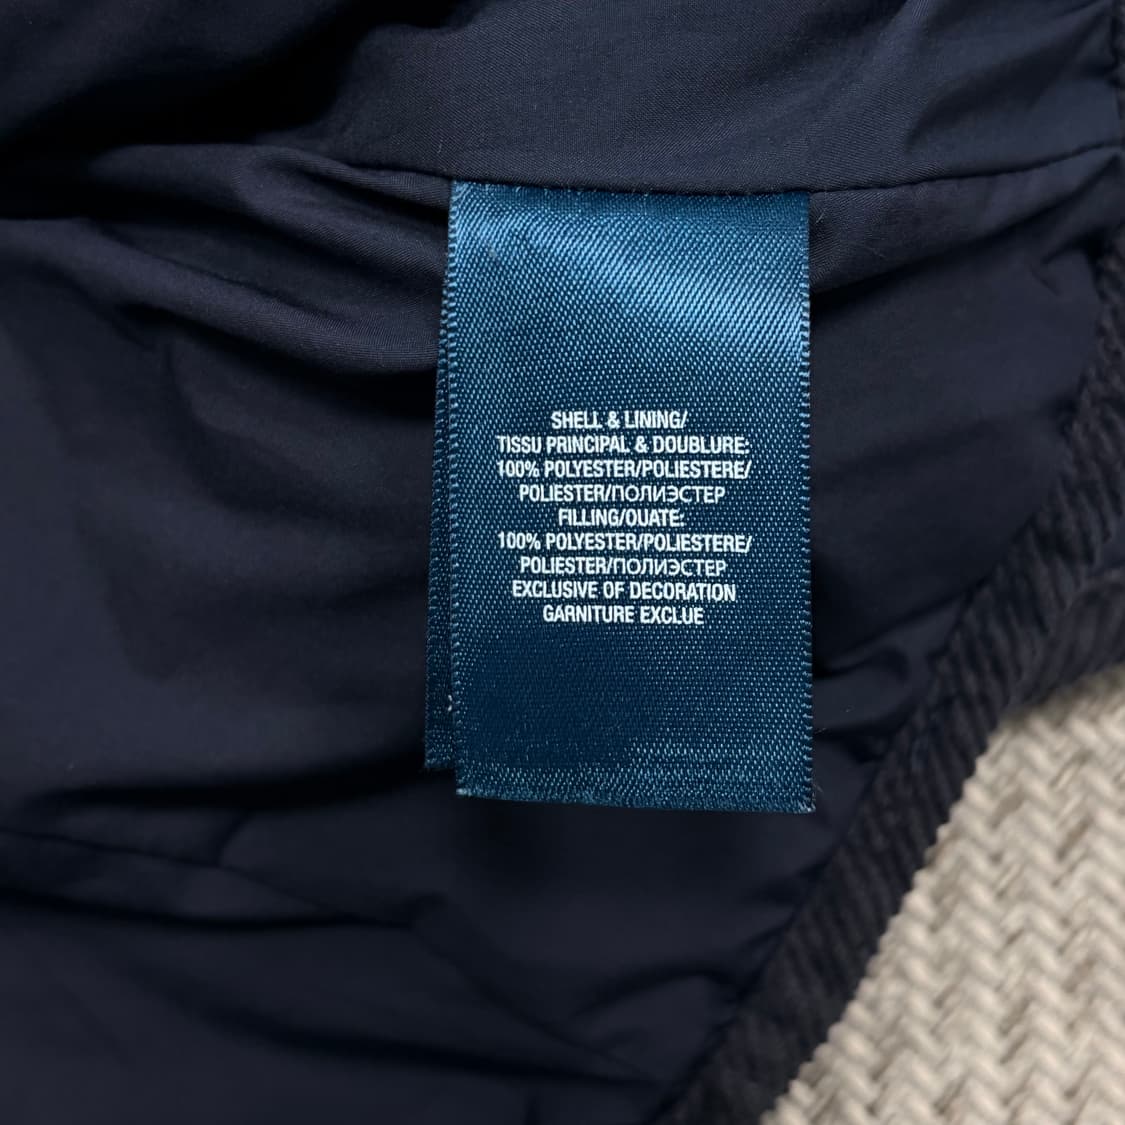 SHELL & LINING/
TISSU PRINCIPAL & DOUBLURE:
100% POLYESTER/POLIESTERE/
POLIESTER/ПОЛИЭСТЕР
FILLING/OUATE:
100% POLYESTER/POLIESTERE/
POLIESTER/ПОЛИЭСТЕР
EXCLUSIVE OF DECORATION
GARNITURE EXCLUE